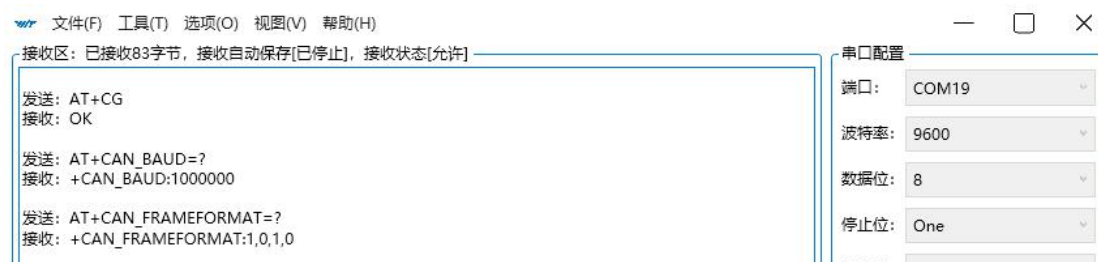 文件(F) 工具(T) 选项(O) 视图(V) 帮助(H)
接收区：已接收83字节，接收自动保存[已停止]，接收状态[允许]
发送：AT+CG
接收：OK
发送：AT+CAN_BAUD=?
接收：+CAN_BAUD:1000000
发送：AT+CAN_FRAMEFORMAT=?
接收：+CAN_FRAMEFORMAT:1,0,1,0
串口配置
端口： COM19
波特率： 9600
数据位： 8
停止位： One